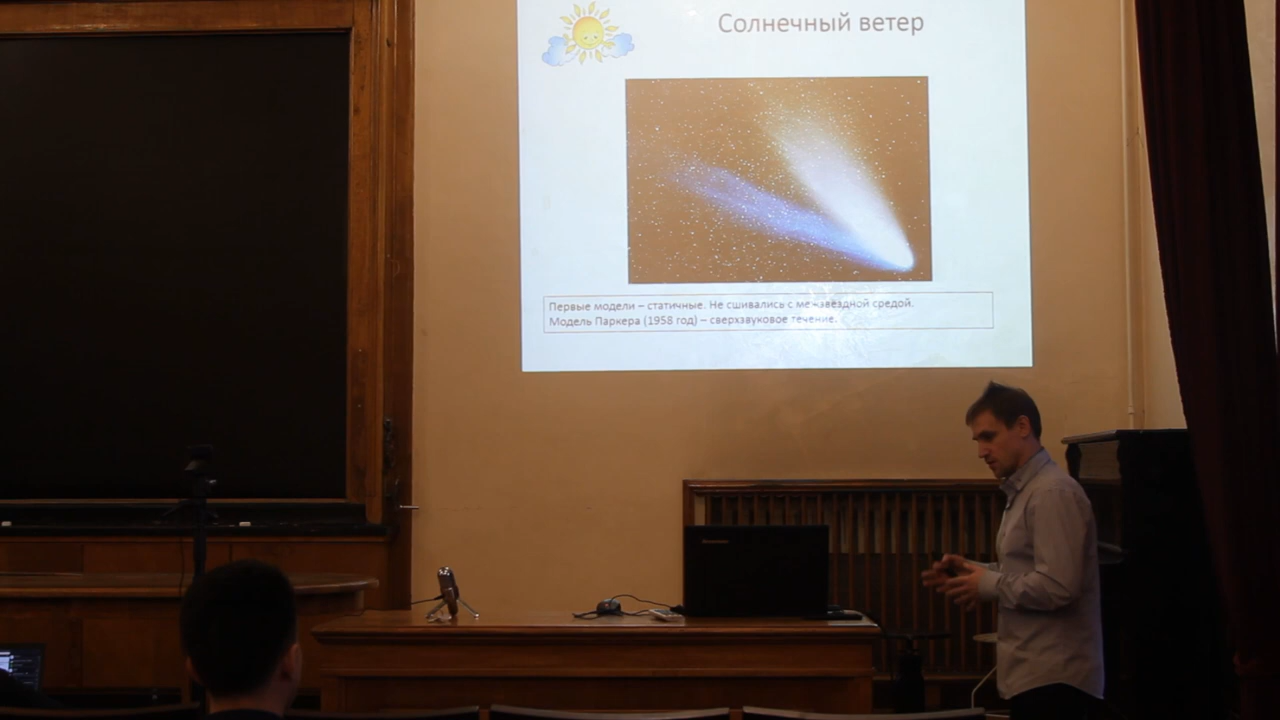 Солнечный ветер
Первые модели – статичные. Не сшивались с межзвёздной средой.
Модель Паркера (1958 год) – сверхзвуковое течение.